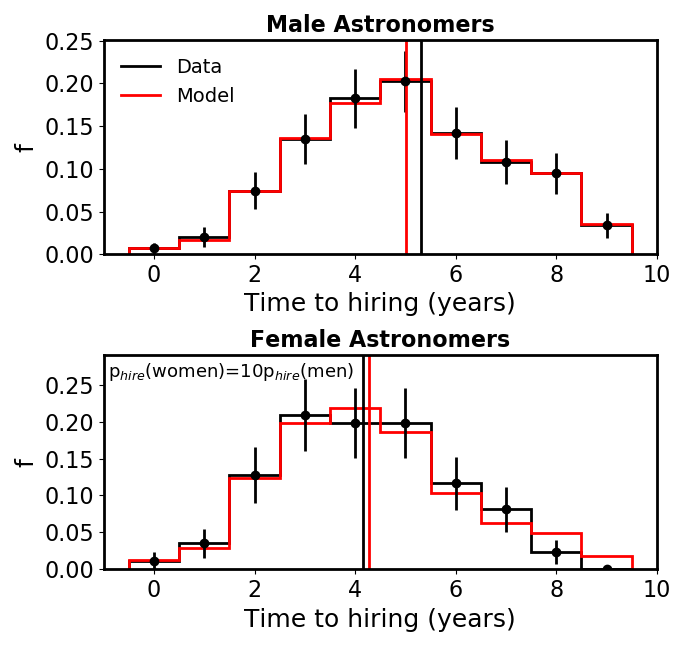 Male Astronomers
0.25
0.20
0.15
0.10
0.05
0.00
f
Data
Model
0 2 4 6 8 10
Time to hiring (years)
Female Astronomers
p_hire(women)=10p_hire(men)
0.25
0.20
0.15
0.10
0.05
0.00
f
0 2 4 6 8 10
Time to hiring (years)